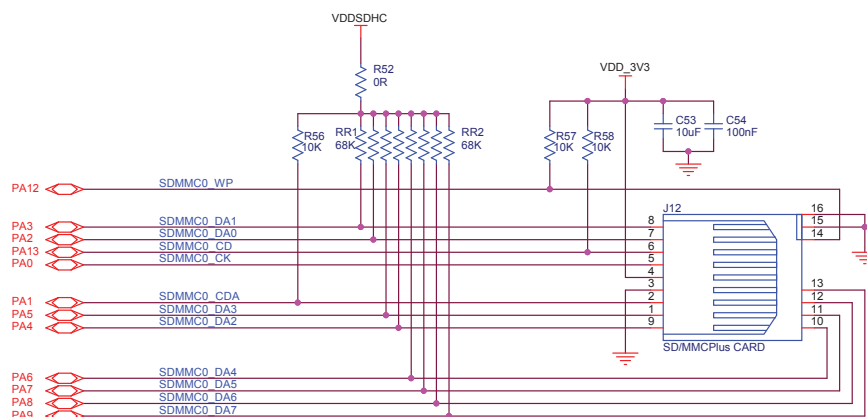 VDDSDHC
R52
0R
VDD_3V3
R56
10K
RR1
68K
RR2
68K
R57
10K
R58
10K
C53
10uF
C54
100nF
PA12
SDMMC0_WP
J12
16
PA3
SDMMC0_DA1
8
15
PA2
SDMMC0_DA0
7
14
PA13
SDMMC0_CD
6
PA0
SDMMC0_CK
5
4
3
13
PA1
SDMMC0_CDA
2
12
PA5
SDMMC0_DA3
1
11
PA4
SDMMC0_DA2
9
10
SD/MMCPlus CARD
PA6
SDMMC0_DA4
PA7
SDMMC0_DA5
PA8
SDMMC0_DA6
PA9
SDMMC0_DA7